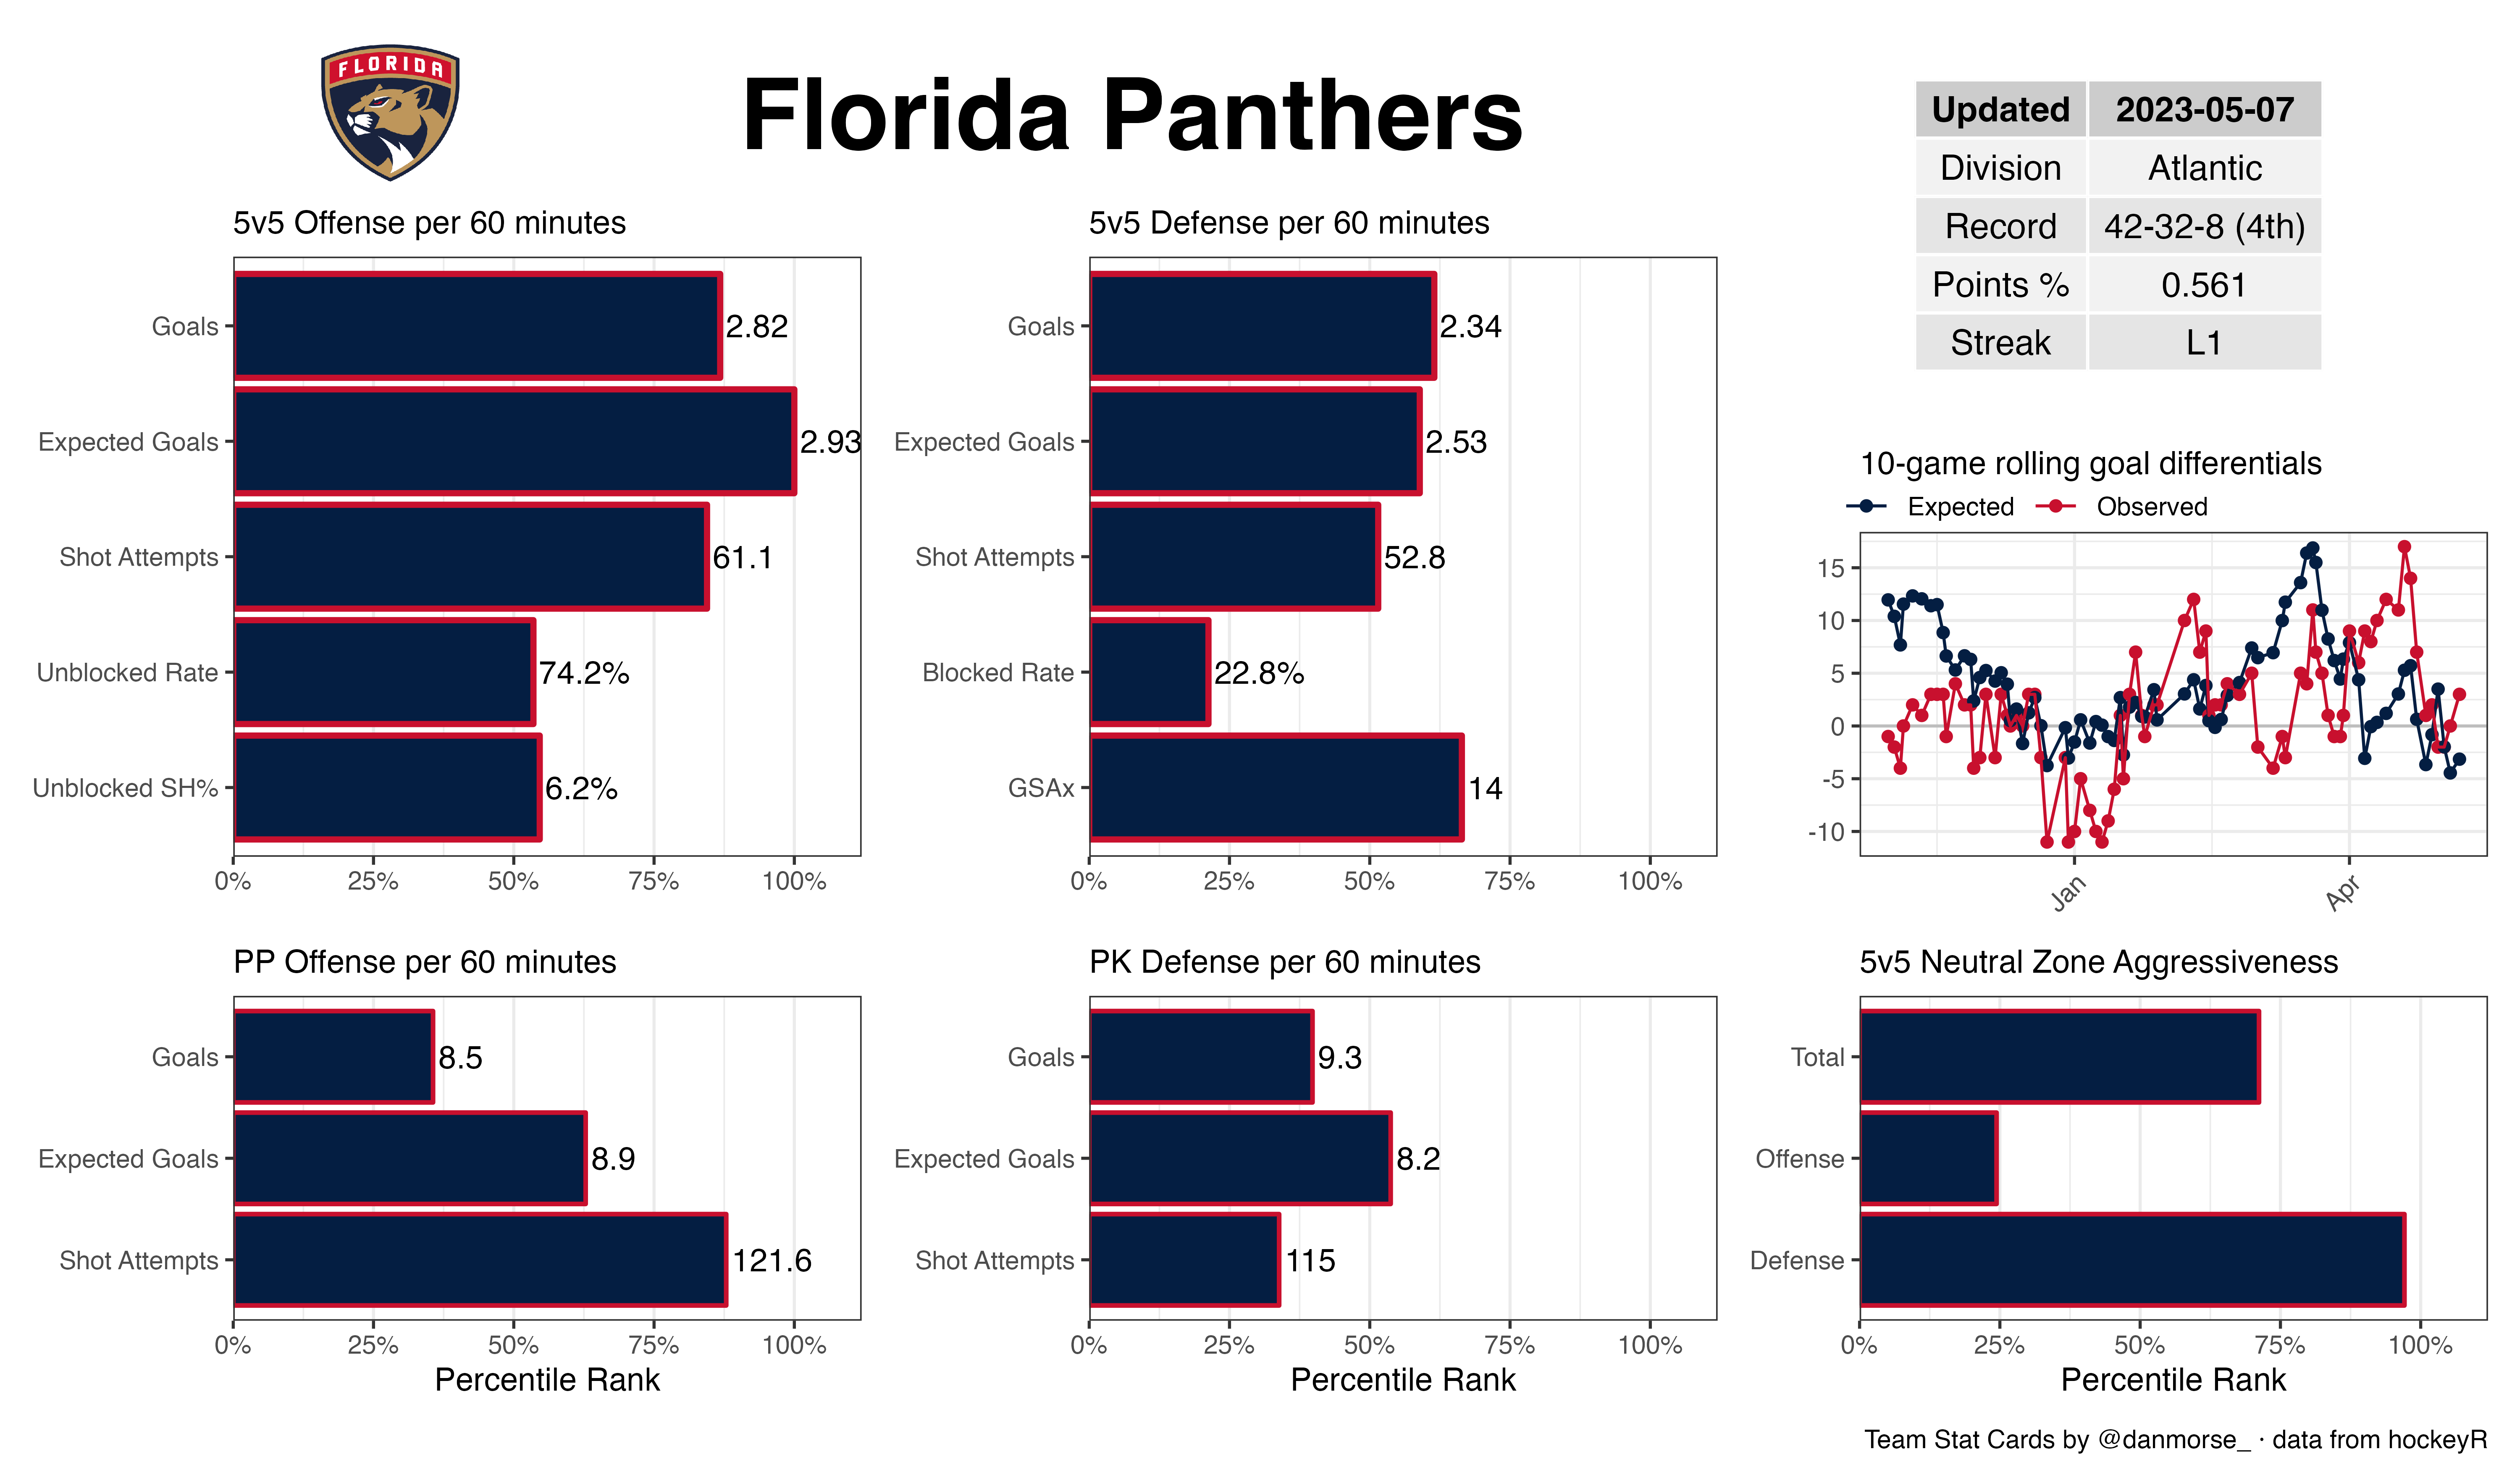 FLORIDA
Florida Panthers
Updated 2023-05-07
Division Atlantic
Record 42-32-8 (4th)
Points % 0.561
Streak L1
5v5 Offense per 60 minutes
Goals 2.82
Expected Goals 2.93
Shot Attempts 61.1
Unblocked Rate 74.2%
Unblocked SH% 6.2%
0% 25% 50% 75% 100%
5v5 Defense per 60 minutes
Goals 2.34
Expected Goals 2.53
Shot Attempts 52.8
Blocked Rate 22.8%
GSAx 14
0% 25% 50% 75% 100%
10-game rolling goal differentials
Expected Observed
15
10
5
0
-5
-10
Jan Apr
PP Offense per 60 minutes
Goals 8.5
Expected Goals 8.9
Shot Attempts 121.6
0% 25% 50% 75% 100%
Percentile Rank
PK Defense per 60 minutes
Goals 9.3
Expected Goals 8.2
Shot Attempts 115
0% 25% 50% 75% 100%
Percentile Rank
5v5 Neutral Zone Aggressiveness
Total
Offense
Defense
0% 25% 50% 75% 100%
Percentile Rank
Team Stat Cards by @danmorse_ · data from hockeyR